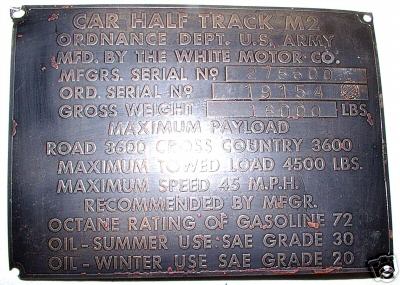 CAR HALF TRACK M2
ORDNANCE DEPT. U.S. ARMY
MFD. BY THE WHITE MOTOR CO.
MFGRS. SERIAL Nº
ORD. SERIAL Nº 19154
GROSS WEIGHT 18000 LBS.
MAXIMUM PAYLOAD
ROAD 3600 CROSS COUNTRY 3600
MAXIMUM TOWED LOAD 4500 LBS.
MAXIMUM SPEED 45 M.P.H.
RECOMMENDED BY MFGR.
OCTANE RATING OF GASOLINE 72
OIL-SUMMER USE SAE GRADE 30
OIL-WINTER USE SAE GRADE 20